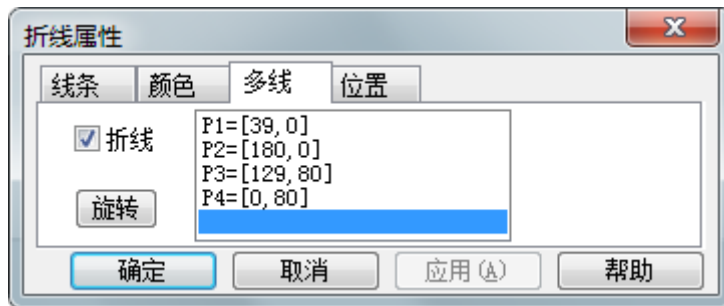 折线属性
线条 颜色 多线 位置
折线
P1=[39,0]
P2=[180,0]
P3=[129,80]
P4=[0,80]
旋转
确定 取消 应用(A) 帮助